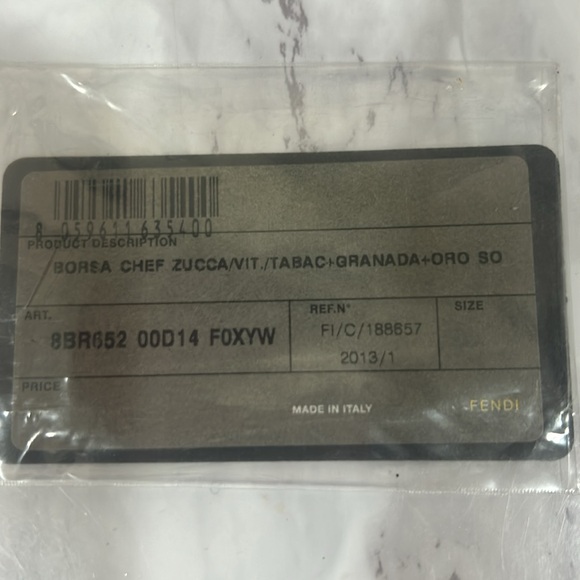 8 059611 635400
PRODUCT DESCRIPTION
BORSA CHEF ZUCCA/VIT./TABAC+GRANADA+ORO SO
ART.
8BR652 00D14 F0XYW
REF.N°
FI/C/188657
2013/1
SIZE
PRICE
MADE IN ITALY
FENDI